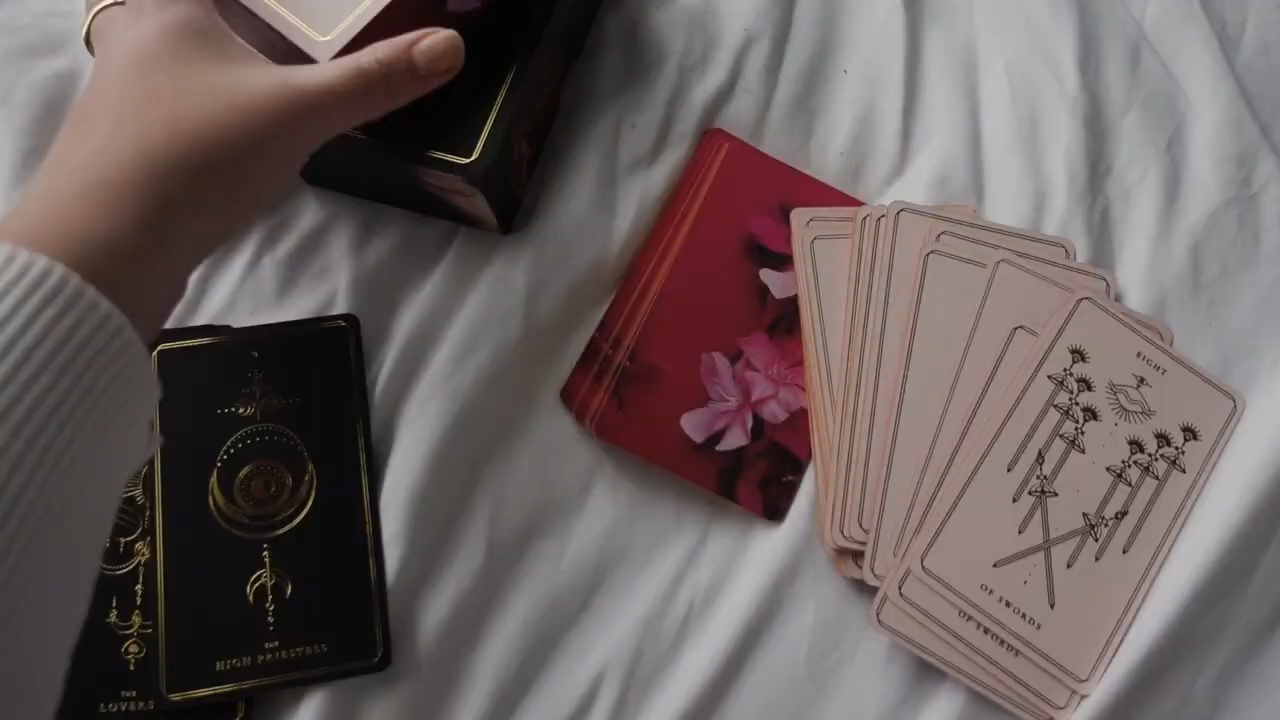 THE
HIGH PRIESTESS
THE
LOVERS
EIGHT
OF SWORDS
OF SWORDS